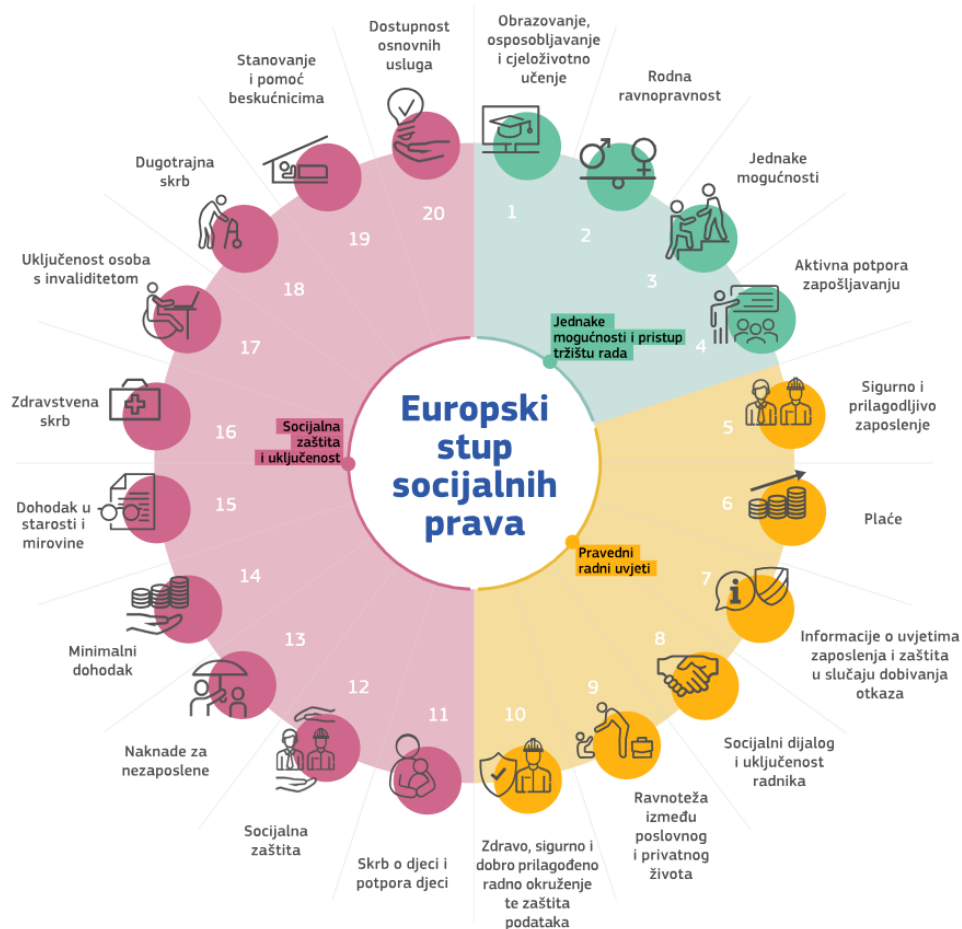 Europski
stup
socijalnih
prava
Jednake
mogućnosti i pristup
tržištu rada
1
Obrazovanje,
osposobljavanje
i cjeloživotno
učenje
2
Rodna
ravnopravnost
3
Jednake
mogućnosti
4
Aktivna potpora
zapošljavanju
Pravedni
radni uvjeti
5
Sigurno i
prilagodljivo
zaposlenje
6
Plaće
7
Informacije o uvjetima
zaposlenja i zaštita
u slučaju dobivanja
otkaza
8
Socijalni dijalog
i uključenost
radnika
9
Ravnoteža
između
poslovnog
i privatnog
života
10
Zdravo, sigurno i
dobro prilagođeno
radno okruženje
te zaštita
podataka
Socijalna
zaštita
i uključenost
11
Skrb o djeci i
potpora djeci
12
Socijalna
zaštita
13
Naknade za
nezaposlene
14
Minimalni
dohodak
15
Dohodak u
starosti i
mirovine
16
Zdravstvena
skrb
17
Uključenost osoba
s invaliditetom
18
Dugotrajna
skrb
19
Stanovanje
i pomoć
beskućnicima
20
Dostupnost
osnovnih
usluga